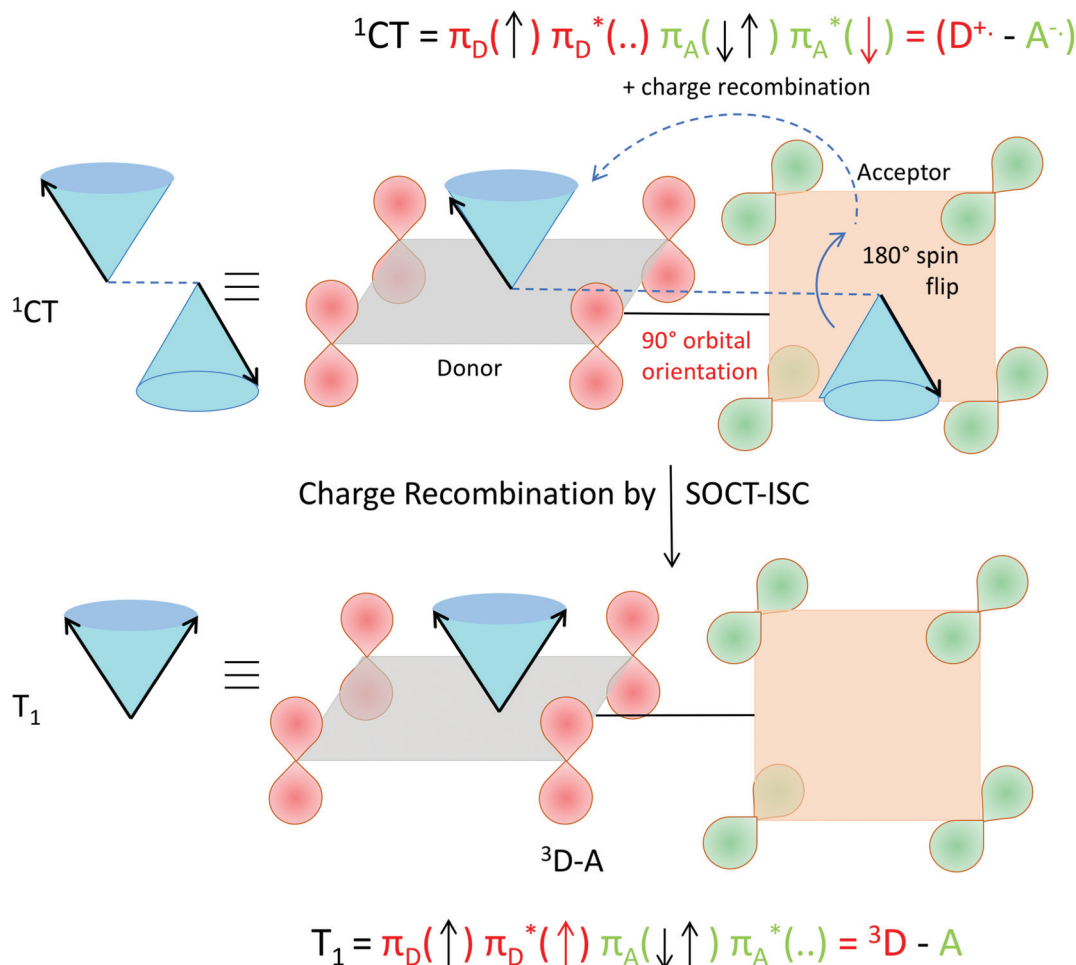 ¹CT = π_D(↑) π_D*(..) π_A(↓↑) π_A*(↓) = (D⁺· - A⁻·)
+ charge recombination
Acceptor
180° spin
flip
¹CT
≡
90° orbital
orientation
Donor
Charge Recombination by SOCT-ISC
T₁
≡
³D-A
T₁ = π_D(↑) π_D*(↑) π_A(↓↑) π_A*(..) = ³D - A